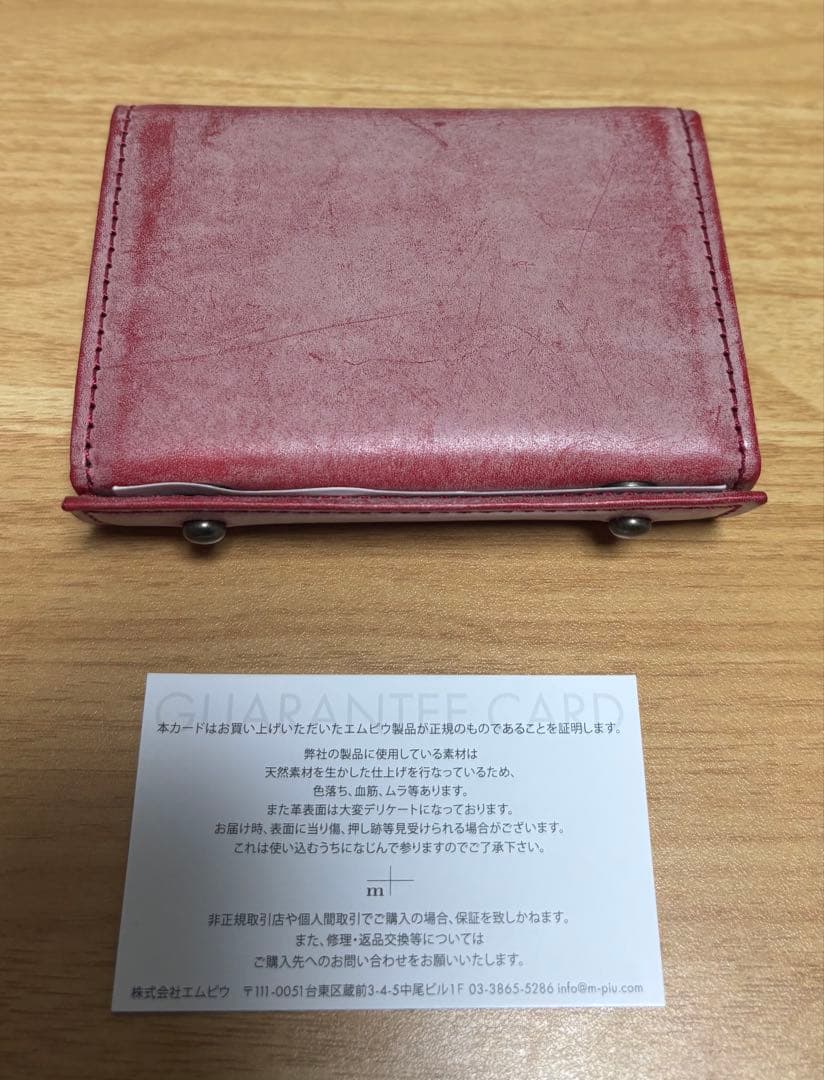 GUARANTEE CARD
本カードはお買い上げいただいたエムピウ製品が正規のものであることを証明します。
弊社の製品に使用している素材は
天然素材を生かした仕上げを行なっているため、
色落ち、血筋、ムラ等あります。
また革表面は大変デリケートになっております。
お届け時、表面に当り傷、押し跡等見受けられる場合がございます。
これは使い込むうちになじんで参りますのでご了承下さい。
m+
非正規取引店や個人間取引でご購入の場合、保証を致しかねます。
また、修理・返品交換等については
ご購入先へのお問い合わせをお願いいたします。
株式会社エムピウ 〒111-0051台東区蔵前3-4-5中尾ビル1F 03-3865-5286 info@m-piu.com